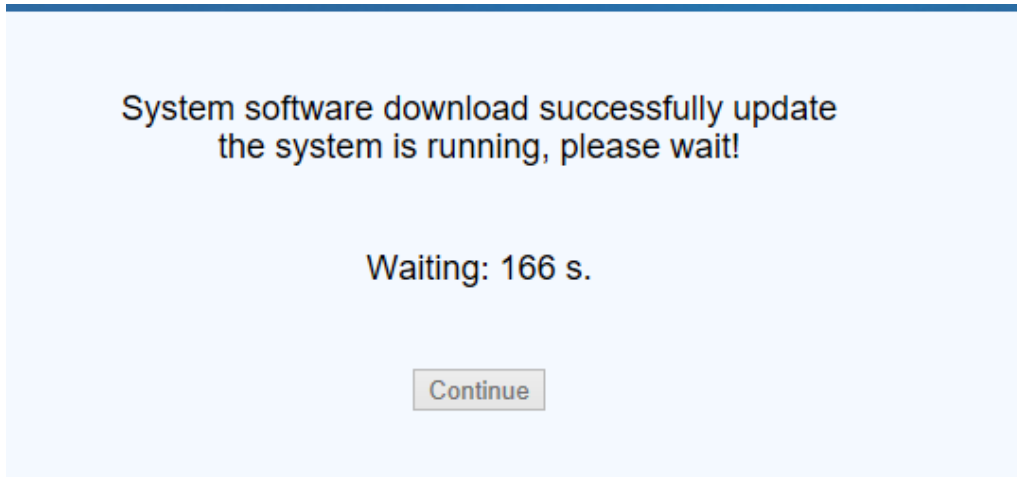 System software download successfully update
the system is running, please wait!
Waiting: 166 s.
Continue